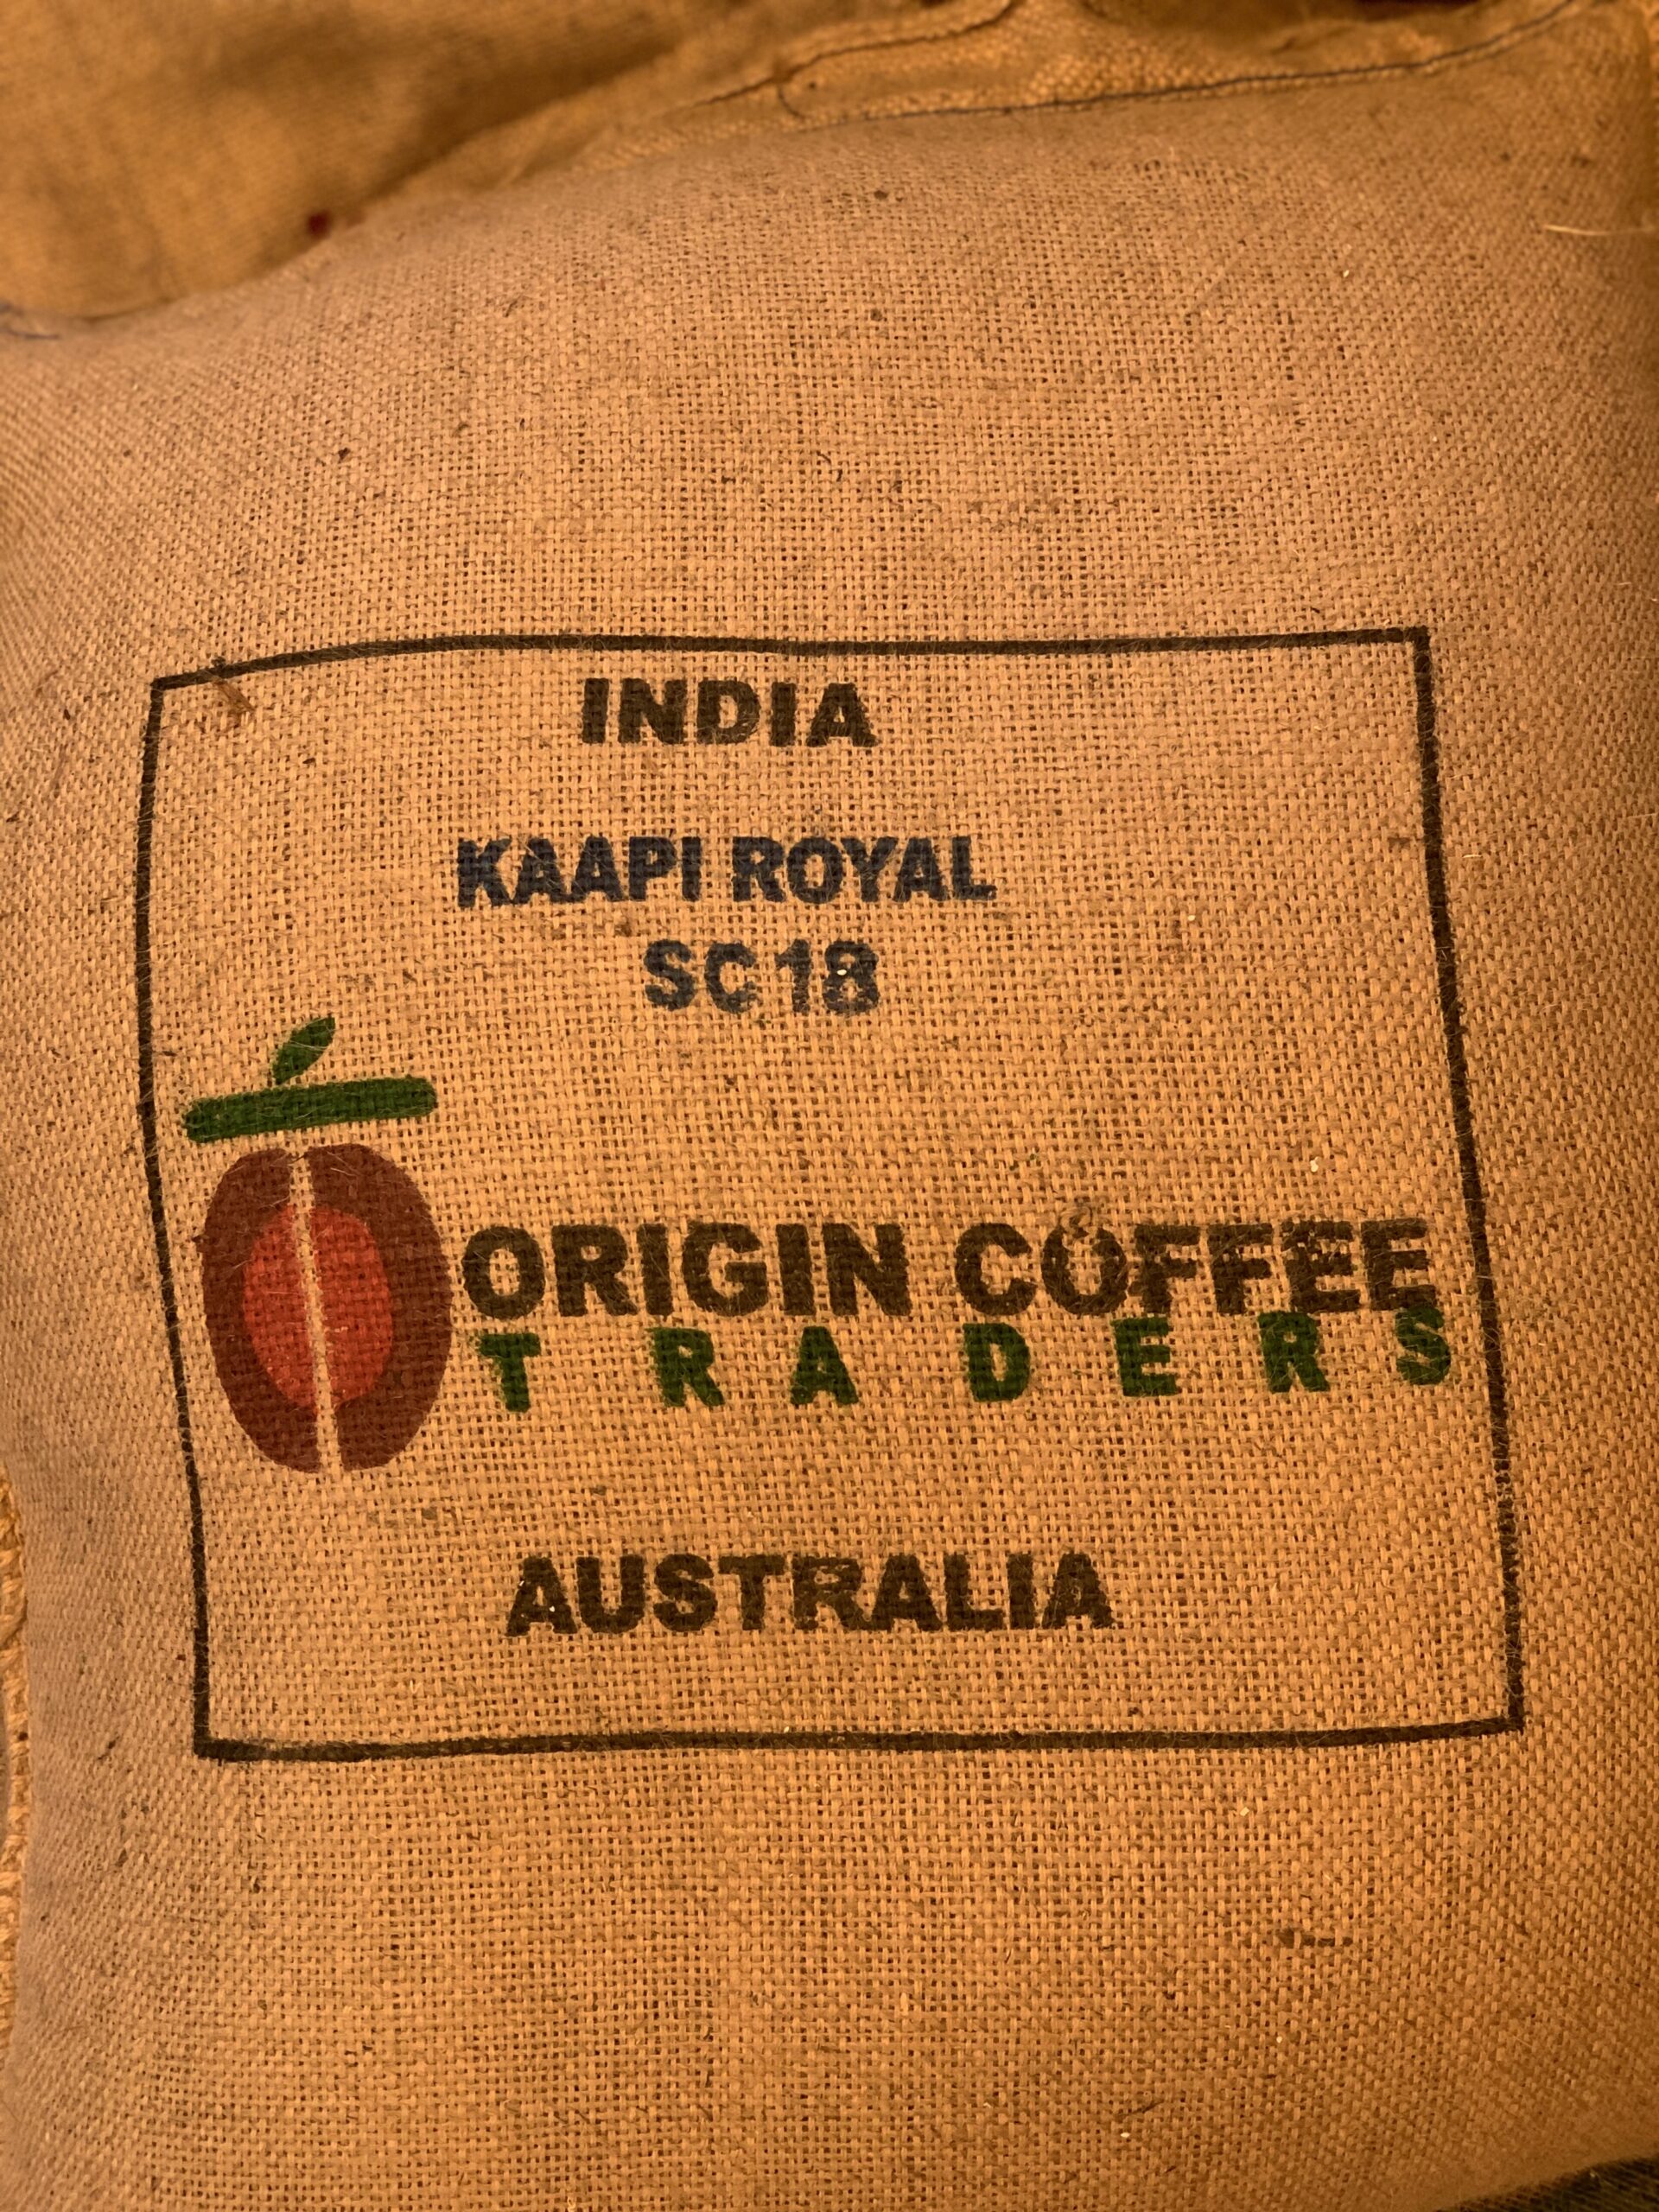 INDIA
KAAPI ROYAL
SC18
ORIGIN COFFEE
TRADERS
AUSTRALIA